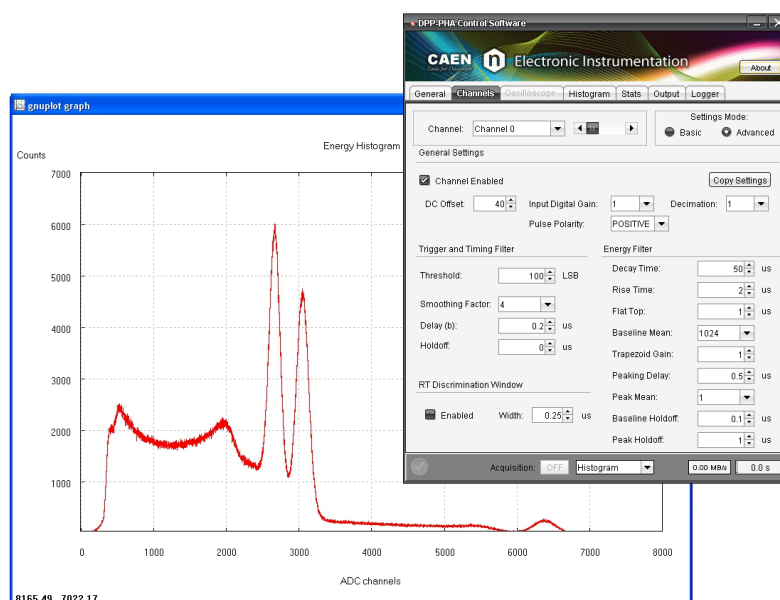 DPP-PHA Control Software
CAEN n Electronic Instrumentation
Tools for Discovery
About
General Channels Oscilloscope Histogram Stats Output Logger
Channel: Channel 0
Settings Mode:
Basic Advanced
General Settings
Channel Enabled
Copy Settings
DC Offset: 40 Input Digital Gain: 1 Decimation: 1
Pulse Polarity: POSITIVE
Trigger and Timing Filter
Threshold: 100 LSB
Smoothing Factor: 4
Delay (b): 0.2 us
Holdoff: 0 us
RT Discrimination Window
Enabled Width: 0.25 us
Energy Filter
Decay Time: 50 us
Rise Time: 2 us
Flat Top: 1 us
Baseline Mean: 1024
Trapezoid Gain: 1
Peaking Delay: 0.5 us
Peak Mean: 1
Baseline Holdoff: 0.1 us
Peak Holdoff: 1 us
Acquisition: OFF Histogram 0.00 MB/s 0.0 s
gnuplot graph
Energy Histogram
Counts
7000
6000
5000
4000
3000
2000
1000
0 1000 2000 3000 4000 5000 6000 7000 8000
ADC channels
8165.49 7022.17